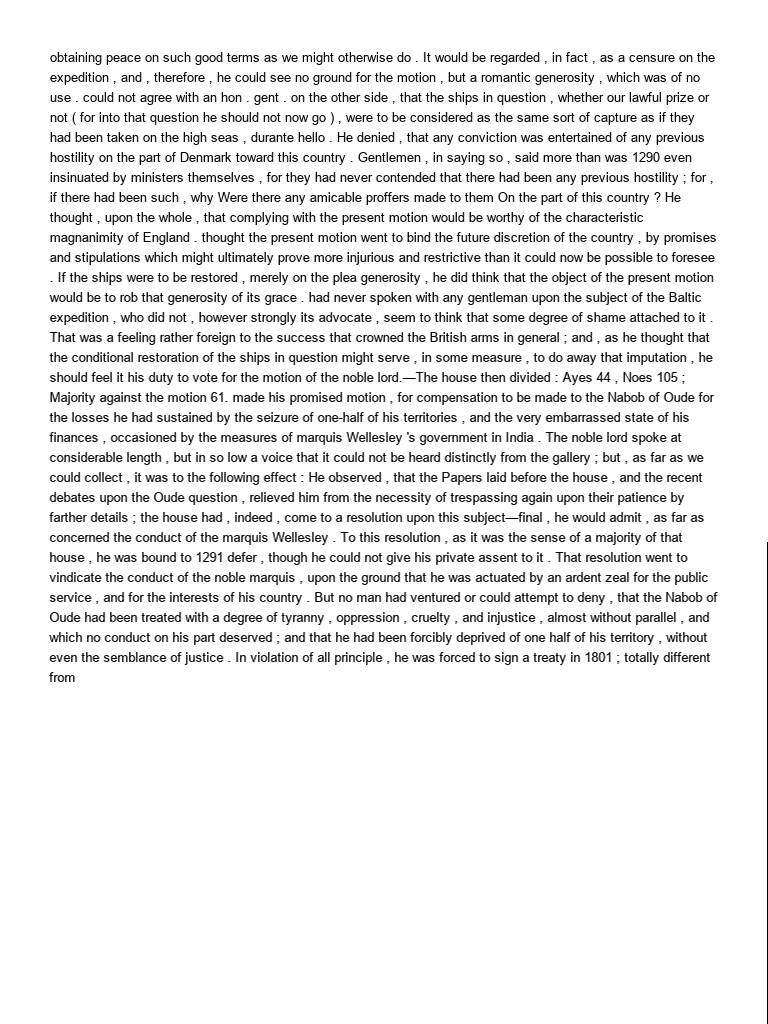 obtaining peace on such good terms as we might otherwise do . It would be regarded , in fact , as a censure on the
expedition , and , therefore , he could see no ground for the motion , but a romantic generosity , which was of no
use . could not agree with an hon . gent . on the other side , that the ships in question , whether our lawful prize or
not ( for into that question he should not now go ) , were to be considered as the same sort of capture as if they
had been taken on the high seas , durante hello . He denied , that any conviction was entertained of any previous
hostility on the part of Denmark toward this country . Gentlemen , in saying so , said more than was 1290 even
insinuated by ministers themselves , for they had never contended that there had been any previous hostility ; for ,
if there had been such , why Were there any amicable proffers made to them On the part of this country ? He
thought , upon the whole , that complying with the present motion would be worthy of the characteristic
magnanimity of England . thought the present motion went to bind the future discretion of the country , by promises
and stipulations which might ultimately prove more injurious and restrictive than it could now be possible to foresee
. If the ships were to be restored , merely on the plea generosity , he did think that the object of the present motion
would be to rob that generosity of its grace . had never spoken with any gentleman upon the subject of the Baltic
expedition , who did not , however strongly its advocate , seem to think that some degree of shame attached to it .
That was a feeling rather foreign to the success that crowned the British arms in general ; and , as he thought that
the conditional restoration of the ships in question might serve , in some measure , to do away that imputation , he
should feel it his duty to vote for the motion of the noble lord.—The house then divided : Ayes 44 , Noes 105 ;
Majority against the motion 61. made his promised motion , for compensation to be made to the Nabob of Oude for
the losses he had sustained by the seizure of one-half of his territories , and the very embarrassed state of his
finances , occasioned by the measures of marquis Wellesley 's government in India . The noble lord spoke at
considerable length , but in so low a voice that it could not be heard distinctly from the gallery ; but , as far as we
could collect , it was to the following effect : He observed , that the Papers laid before the house , and the recent
debates upon the Oude question , relieved him from the necessity of trespassing again upon their patience by
farther details ; the house had , indeed , come to a resolution upon this subject—final , he would admit , as far as
concerned the conduct of the marquis Wellesley . To this resolution , as it was the sense of a majority of that
house , he was bound to 1291 defer , though he could not give his private assent to it . That resolution went to
vindicate the conduct of the noble marquis , upon the ground that he was actuated by an ardent zeal for the public
service , and for the interests of his country . But no man had ventured or could attempt to deny , that the Nabob of
Oude had been treated with a degree of tyranny , oppression , cruelty , and injustice , almost without parallel , and
which no conduct on his part deserved ; and that he had been forcibly deprived of one half of his territory , without
even the semblance of justice . In violation of all principle , he was forced to sign a treaty in 1801 ; totally different
from